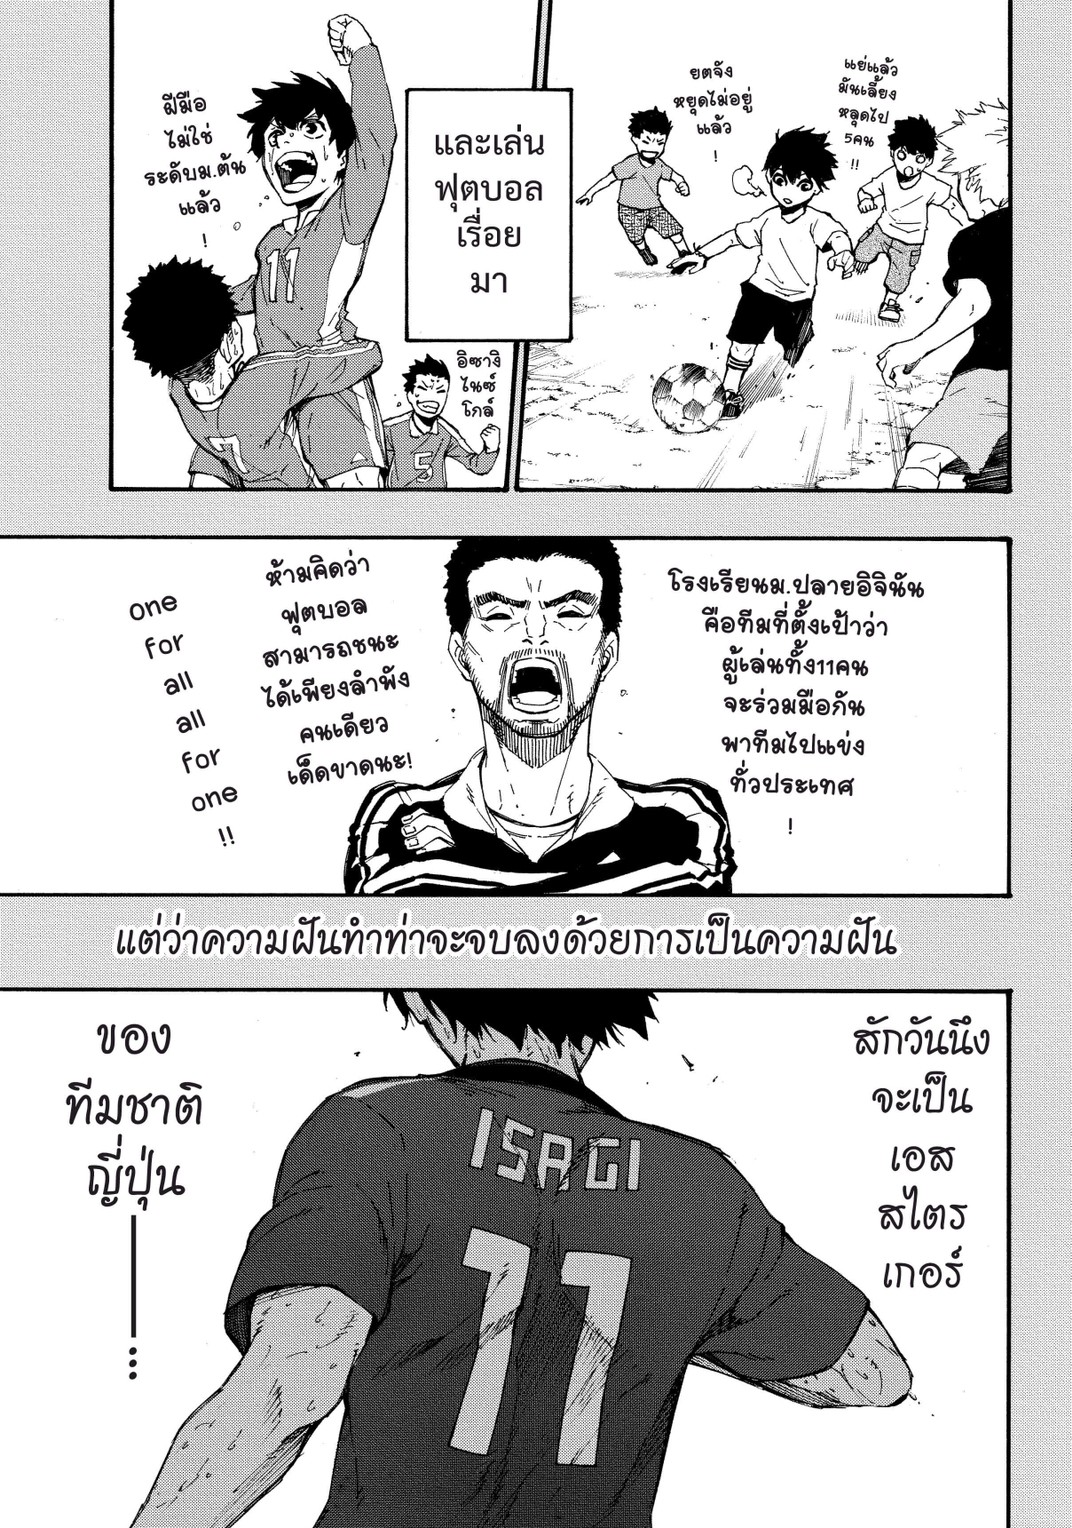 แย่แล้ว
มันเลี้ยง
หลุดไป
5คน
!!
ยตจัง
หยุดไม่อยู่
แล้ว
!
และเล่น
ฟุตบอล
เรื่อย
มา
มีมือ
ไม่ใช่
ระดับม.ต้น
แล้ว
!
11
7
อิซางิ
ไนซ์
โกล์
5
โรงเรียนม.ปลายอิจินัน
คือทีมที่ตั้งเป้าว่า
ผู้เล่นทั้ง11คน
จะร่วมมือกัน
พาทีมไปแข่ง
ทั่วประเทศ
!
ห้ามคิดว่า
ฟุตบอล
สามารถชนะ
ได้เพียงลำพัง
คนเดียว
เด็ดขาดนะ!
one
for
all
all
for
one
!!
แต่ว่าความฝันทำท่าจะจบลงด้วยการเป็นความฝัน
สักวันนึง
จะเป็น
เอส
สไตร
เกอร์
ISAGI
11
ของ
ทีมชาติ
ญี่ปุ่น
―…